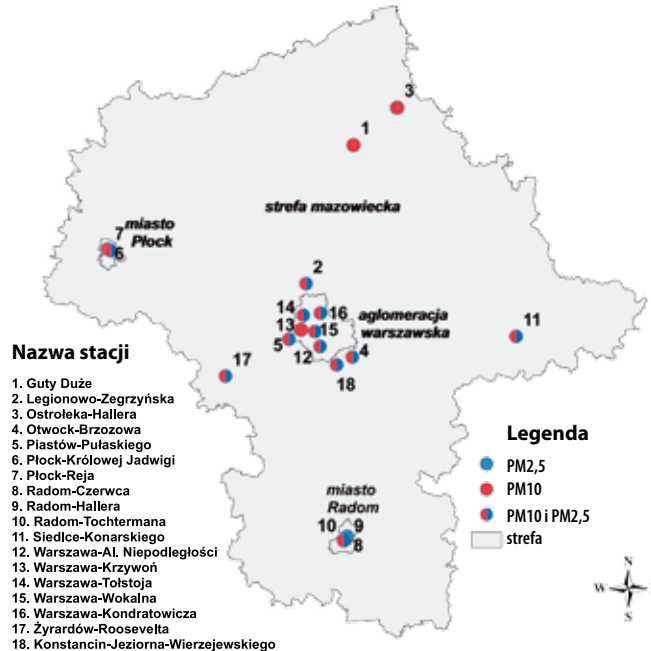 3
1
strefa mazowiecka
7 miasto
Płock
6
2
14
16
13
15
aglomeracja
warszawska
5
12
4
18
11
17
miasto
Radom
10
9
8
Nazwa stacji
1. Guty Duże
2. Legionowo-Zegrzyńska
3. Ostrołęka-Hallera
4. Otwock-Brzozowa
5. Piastów-Pułaskiego
6. Płock-Królowej Jadwigi
7. Płock-Reja
8. Radom-Czerwca
9. Radom-Hallera
10. Radom-Tochtermana
11. Siedlce-Konarskiego
12. Warszawa-Al. Niepodległości
13. Warszawa-Krzywoń
14. Warszawa-Tołstoja
15. Warszawa-Wokalna
16. Warszawa-Kondratowicza
17. Żyrardów-Roosevelta
18. Konstancin-Jeziorna-Wierzejewskiego
Legenda
PM2,5
PM10
PM10 i PM2,5
strefa
N
W E
S